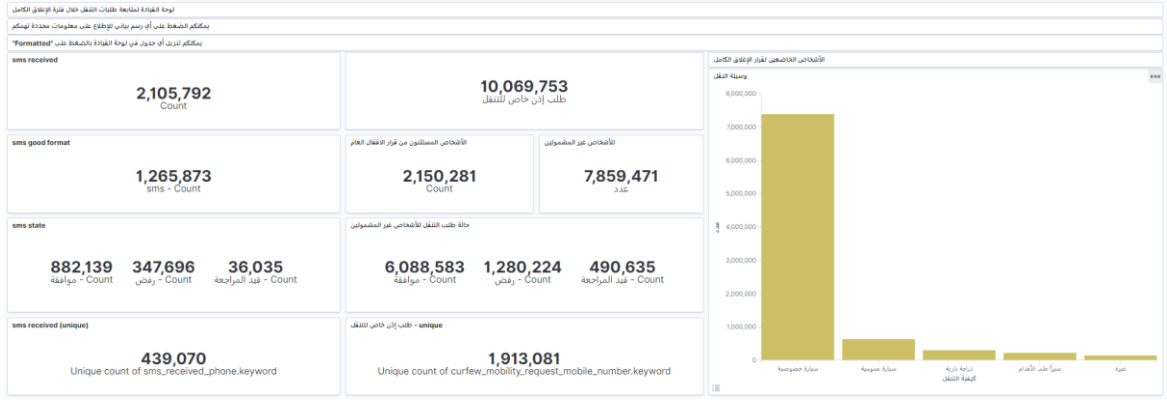 لوحة القيادة لمتابعة طلبات التنقل خلال فترة الإغلاق الكامل
يمكنكم الضغط على أي رسم بياني للإطلاع على معلومات محددة تهمكم
يمكنكم تنزيل أي جدول في لوحة القيادة بالضغط على "Formatted"
sms received
2,105,792
Count
10,069,753
طلب إذن خاص للتنقل
sms good format
1,265,873
sms - Count
الأشخاص المستثنون من قرار الاقفال العام
2,150,281
Count
للأشخاص غير المشمولين
7,859,471
عدد
sms state
882,139 347,696 36,035
Count - موافقة Count - رفض Count - قيد المراجعة
حالة طلب التنقل للأشخاص غير المشمولين
6,088,583 1,280,224 490,635
Count - موافقة Count - رفض Count - قيد المراجعة
sms received (unique)
439,070
Unique count of sms_received_phone.keyword
unique - طلب إذن خاص للتنقل
1,913,081
Unique count of curfew_mobility_request_mobile_number.keyword
الأشخاص الخاضعين لقرار الإغلاق الكامل
وسيلة النقل
8,000,000
7,000,000
6,000,000
5,000,000
4,000,000
3,000,000
2,000,000
1,000,000
0
عدد
سيارة خصوصية
سيارة عمومية
دراجة نارية
سيراً على الأقدام
غيره
كيفية التنقل